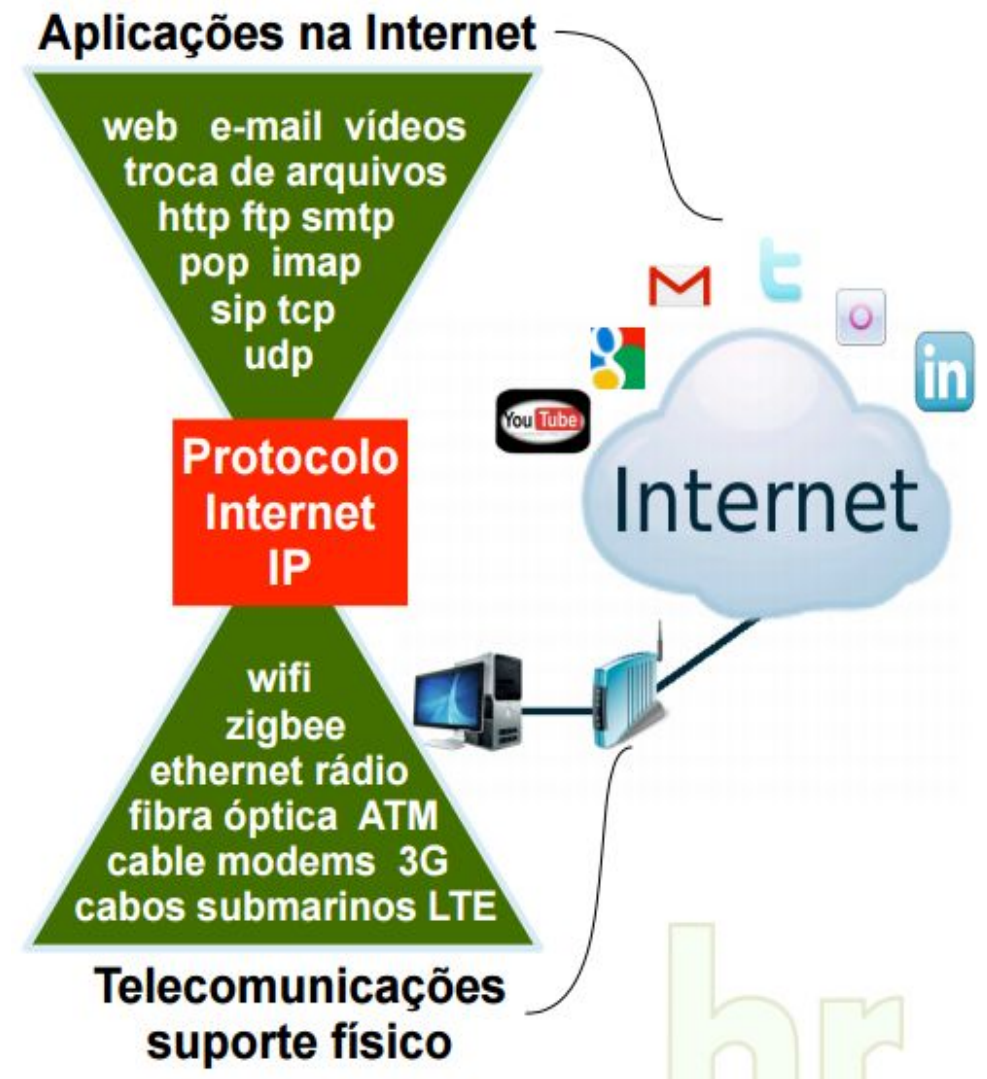 Aplicações na Internet
web e-mail vídeos
troca de arquivos
http ftp smtp
pop imap
sip tcp
udp
Protocolo
Internet
IP
wifi
zigbee
ethernet rádio
fibra óptica ATM
cable modems 3G
cabos submarinos LTE
Telecomunicações
suporte físico
You Tube
in
Internet
br